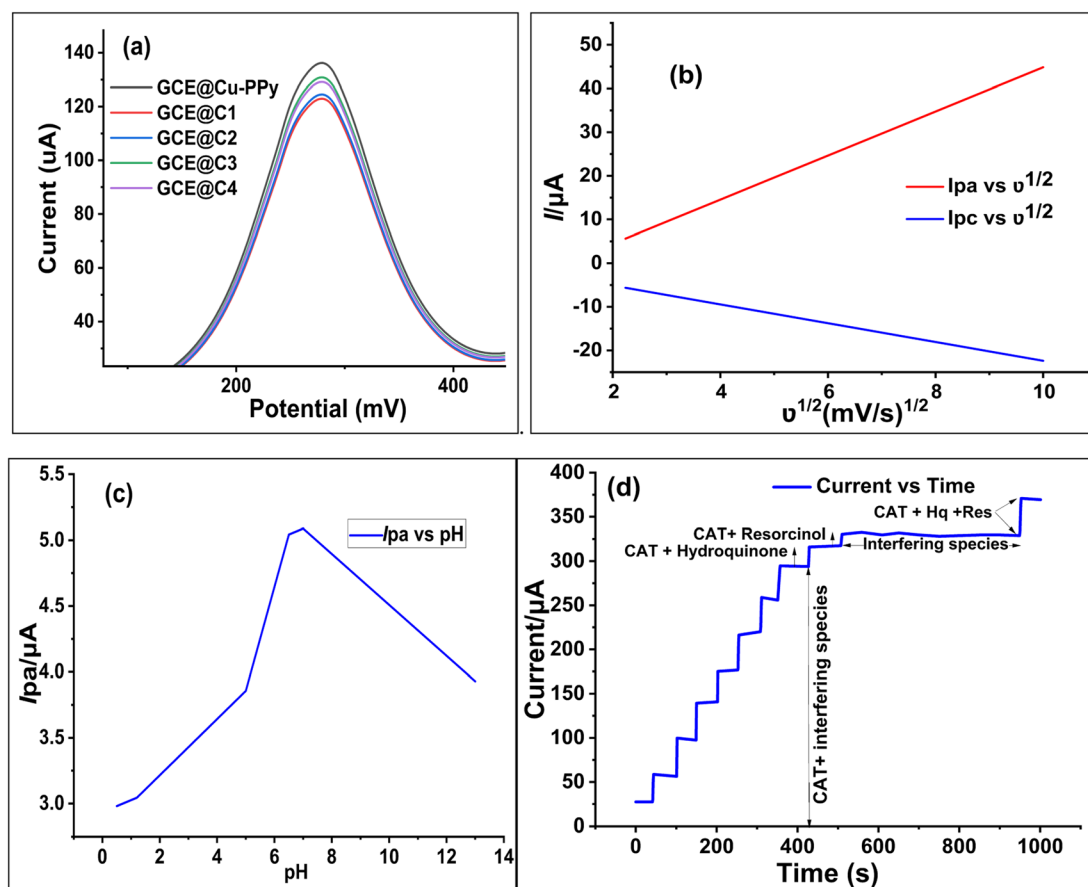 (a)
140
120
100
80
60
40
Current (uA)
GCE@Cu-PPy
GCE@C1
GCE@C2
GCE@C3
GCE@C4
200
400
Potential (mV)
.
(b)
50
40
30
20
10
0
-10
-20
I/µA
Ipa vs ʋ1/2
Ipc vs ʋ1/2
2
4
6
8
10
ʋ1/2(mV/s)1/2
(c)
5.5
5.0
4.5
4.0
3.5
3.0
Ipa/µA
Ipa vs pH
0
2
4
6
8
10
12
14
pH
(d)
400
350
300
250
200
150
100
50
0
Current/µA
Current vs Time
CAT + Hq +Res
CAT+ Resorcinol
CAT + Hydroquinone
Interfering species
CAT+ interfering species
0
200
400
600
800
1000
Time (s)